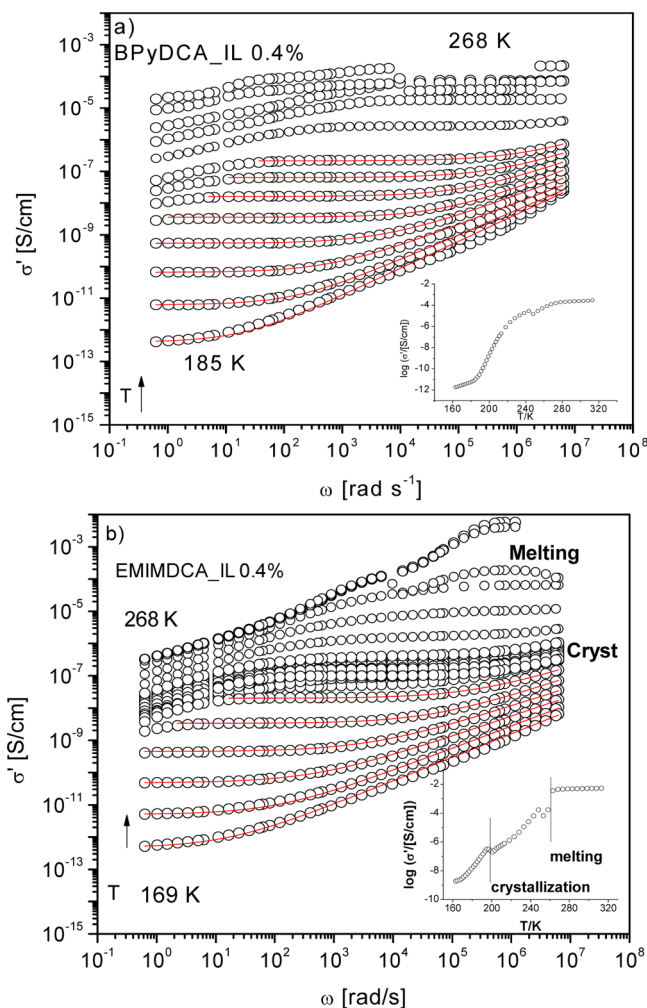 a)
BPyDCA_IL 0.4%
268 K
10⁻³
10⁻⁵
10⁻⁷
10⁻⁹
10⁻¹¹
10⁻¹³
10⁻¹⁵
σ' [S/cm]
185 K
T
10⁻¹ 10⁰ 10¹ 10² 10³ 10⁴ 10⁵ 10⁶ 10⁷ 10⁸
ω [rad s⁻¹]
log (σ'/[S/cm])
-2
-4
-6
-8
-10
-12
160 200 240 280 320
T/K
b)
EMIMDCA_IL 0.4%
268 K
Melting
Cryst
10⁻³
10⁻⁵
10⁻⁷
10⁻⁹
10⁻¹¹
10⁻¹³
10⁻¹⁵
σ' [S/cm]
T
169 K
10⁻¹ 10⁰ 10¹ 10² 10³ 10⁴ 10⁵ 10⁶ 10⁷ 10⁸
ω [rad/s]
log (σ'/[S/cm])
-2
-4
-6
-8
-10
melting
crystallization
160 200 240 280 320
T/K